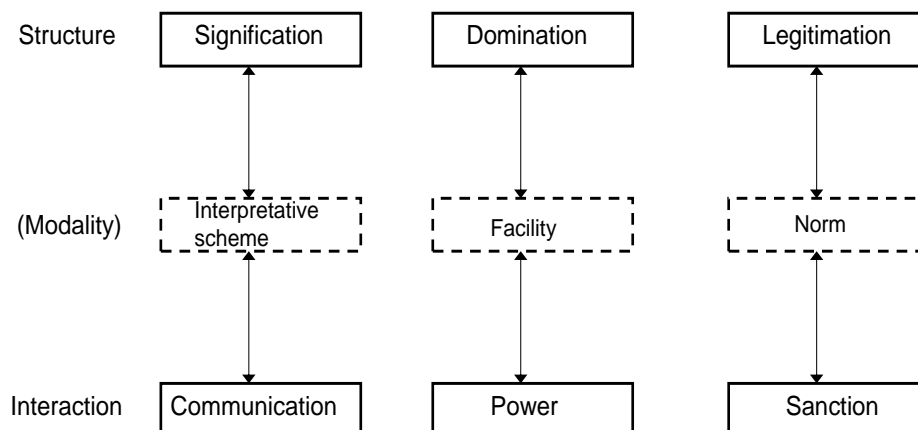 Structure
Signification
Domination
Legitimation
(Modality)
Interpretative
scheme
Facility
Norm
Interaction
Communication
Power
Sanction